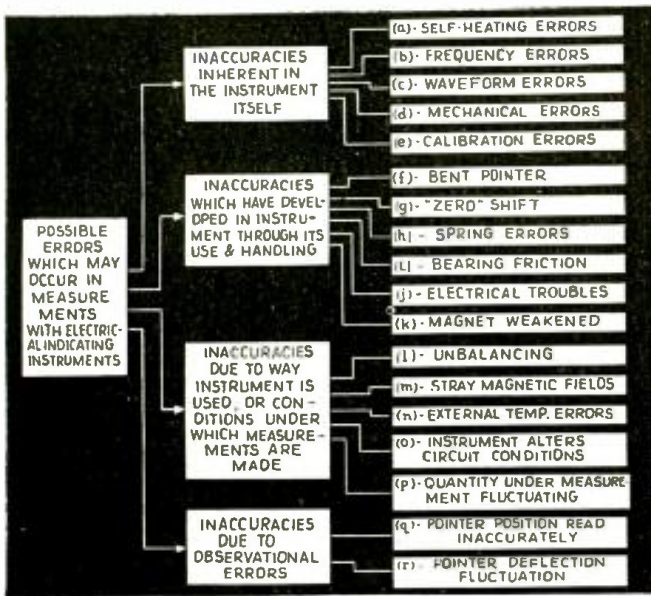 POSSIBLE
ERRORS
WHICH MAY
OCCUR IN
MEASURE
MENTS
WITH ELECTRIC-
AL INDICATING
INSTRUMENTS
INACCURACIES
INHERENT IN
THE INSTRUMENT
ITSELF
(a)- SELF-HEATING ERRORS
(b)- FREQUENCY ERRORS
(c)- WAVEFORM ERRORS
(d)- MECHANICAL ERRORS
(e)- CALIBRATION ERRORS
INACCURACIES
WHICH HAVE DEVEL-
OPED IN INSTRU-
MENT THROUGH ITS
USE & HANDLING
(f)- BENT POINTER
(g)- "ZERO" SHIFT
(h) - SPRING ERRORS
(i) - BEARING FRICTION
(j)- ELECTRICAL TROUBLES
(k)- MAGNET WEAKENED
INACCURACIES
DUE TO WAY
INSTRUMENT IS
USED OR CON-
DITIONS UNDER
WHICH MEASURE-
MENTS ARE
MADE
(l)- UNBALANCING
(m)- STRAY MAGNETIC FIELDS
(n)- EXTERNAL TEMP. ERRORS
(o)- INSTRUMENT ALTERS
CIRCUIT CONDITIONS
(p)- QUANTITY UNDER MEASURE-
MENT FLUCTUATING
INACCURACIES
DUE TO
OBSERVATIONAL
ERRORS
(q)- POINTER POSITION READ
INACCURATELY
(r)- POINTER DEFLECTION
FLUCTUATION